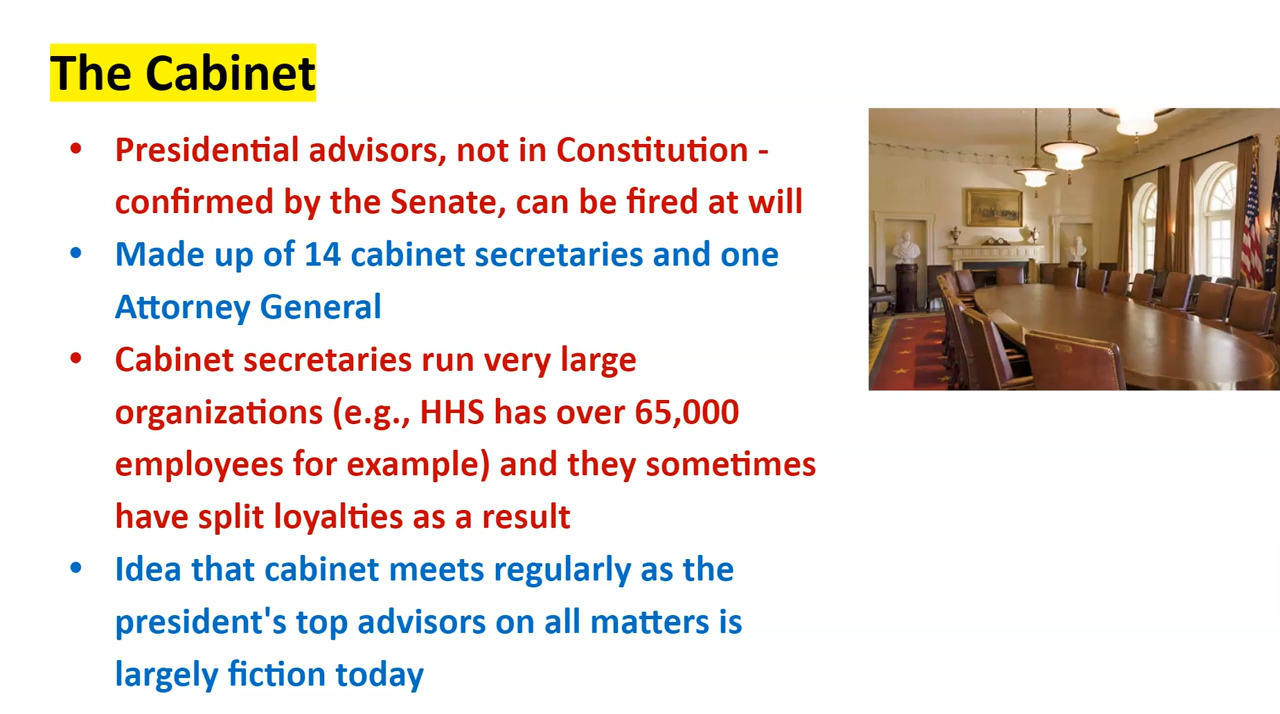 The Cabinet
• Presidential advisors, not in Constitution -
confirmed by the Senate, can be fired at will
• Made up of 14 cabinet secretaries and one
Attorney General
• Cabinet secretaries run very large
organizations (e.g., HHS has over 65,000
employees for example) and they sometimes
have split loyalties as a result
• Idea that cabinet meets regularly as the
president's top advisors on all matters is
largely fiction today